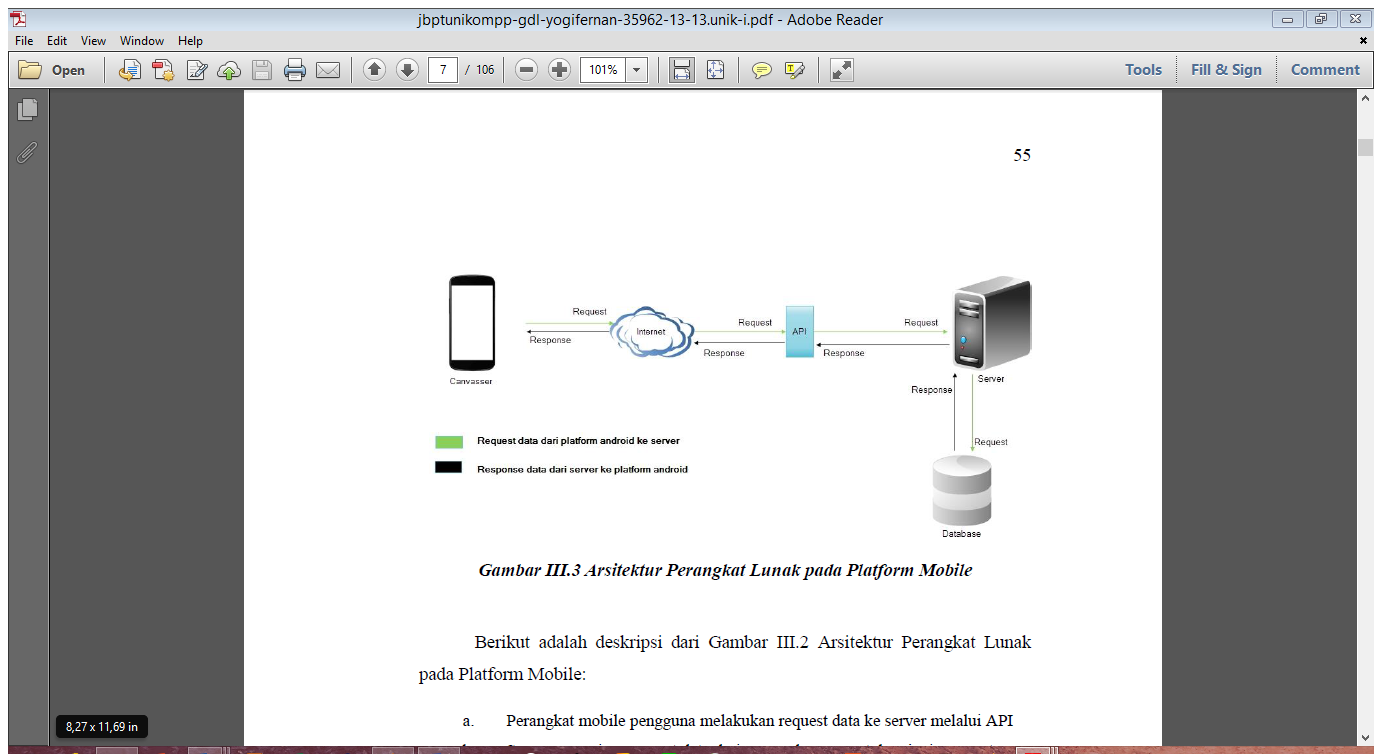 jbptunikompp-gdl-yogifernan-35962-13-13.unik-i.pdf - Adobe Reader
File Edit View Window Help
Open 7 / 106 101% Tools Fill & Sign Comment
55
Request
Response
Internet
Request
Response
API
Request
Response
Canvasser
Server
Response
Request
Database
Request data dari platform android ke server
Response data dari server ke platform android
Gambar III.3 Arsitektur Perangkat Lunak pada Platform Mobile
Berikut adalah deskripsi dari Gambar III.2 Arsitektur Perangkat Lunak
pada Platform Mobile:
a. Perangkat mobile pengguna melakukan request data ke server melalui API
8,27 x 11,69 in